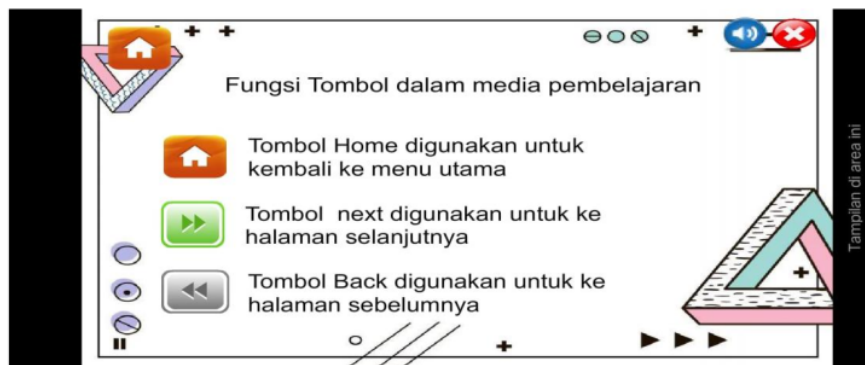 Fungsi Tombol dalam media pembelajaran
Tombol Home digunakan untuk
kembali ke menu utama
Tombol next digunakan untuk ke
halaman selanjutnya
Tombol Back digunakan untuk ke
halaman sebelumnya
Tampilan di area ini